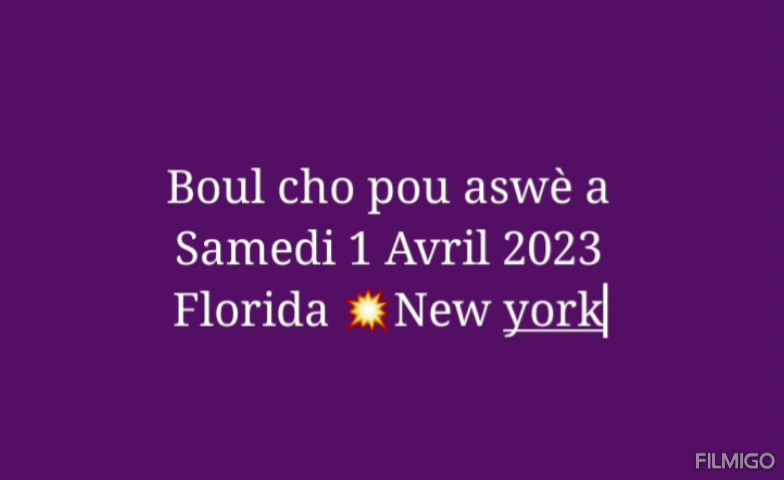 Boul cho pou aswè a
Samedi 1 Avril 2023
Florida 💥New york
FILMIGO